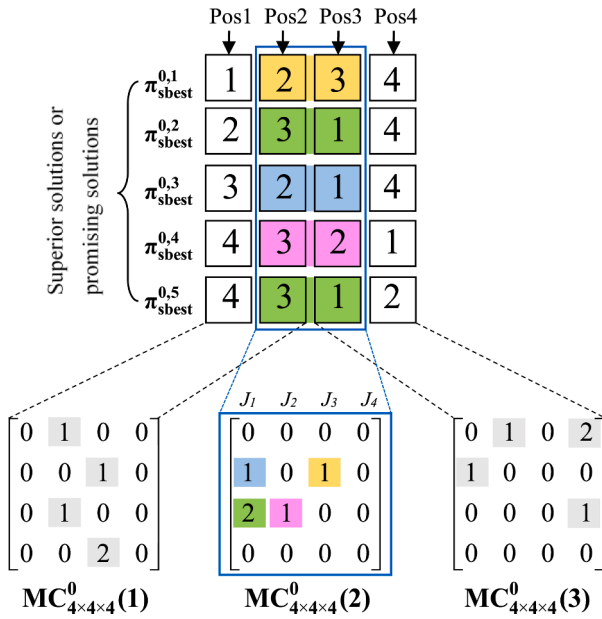 Pos1 Pos2 Pos3 Pos4
π^{0,1}_{sbest} 1 2 3 4
π^{0,2}_{sbest} 2 3 1 4
π^{0,3}_{sbest} 3 2 1 4
π^{0,4}_{sbest} 4 3 2 1
π^{0,5}_{sbest} 4 3 1 2
Superior solutions or
promising solutions
0 1 0 0
0 0 1 0
0 1 0 0
0 0 2 0
MC^0_{4×4×4}(1)
J_1 J_2 J_3 J_4
0 0 0 0
1 0 1 0
2 1 0 0
0 0 0 0
MC^0_{4×4×4}(2)
0 1 0 2
1 0 0 0
0 0 0 1
0 0 0 0
MC^0_{4×4×4}(3)